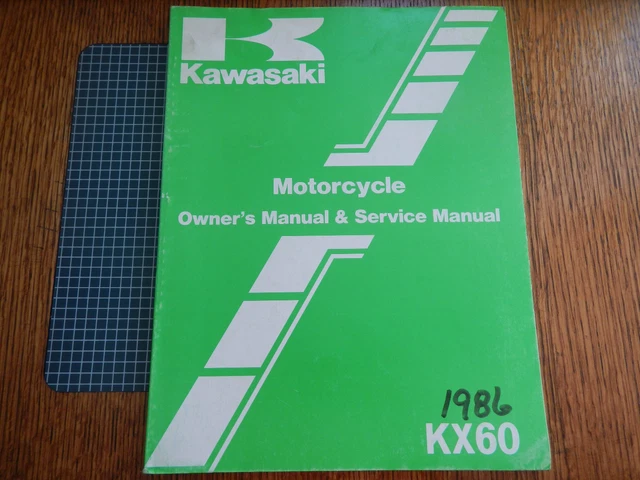 Kawasaki
Motorcycle
Owner's Manual & Service Manual
1986
KX60